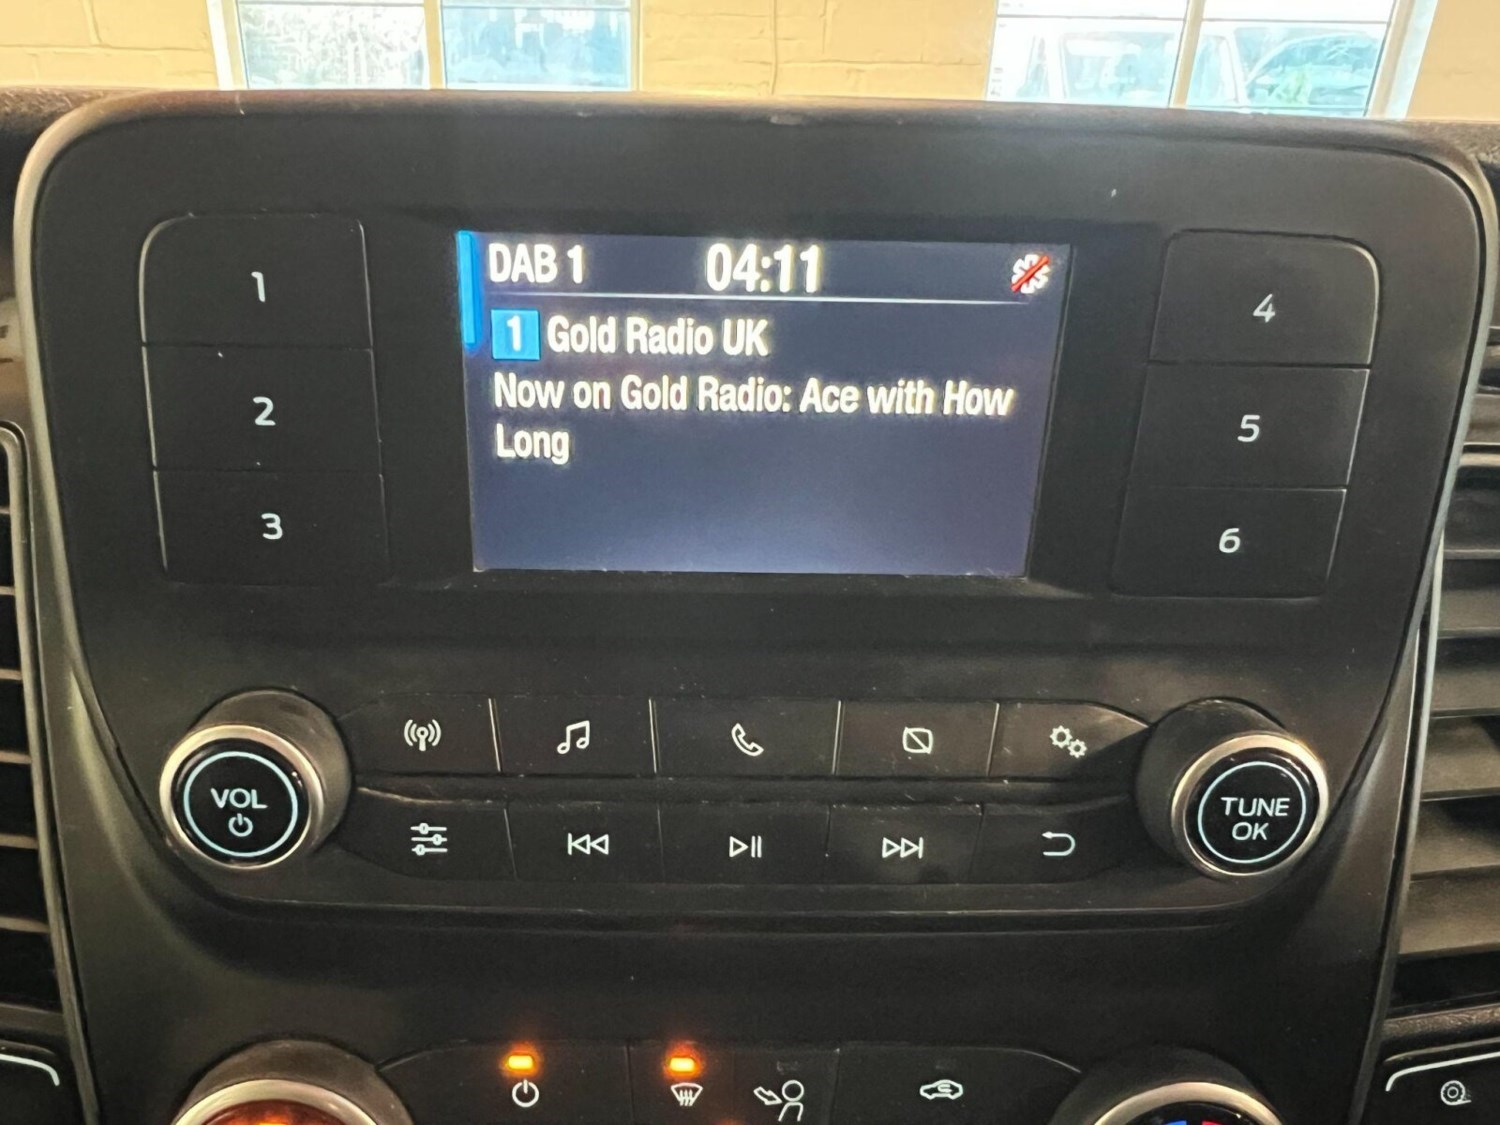 DAB 1 04:11
1 Gold Radio UK
Now on Gold Radio: Ace with How
Long
1
2
3
4
5
6
VOL
TUNE
OK